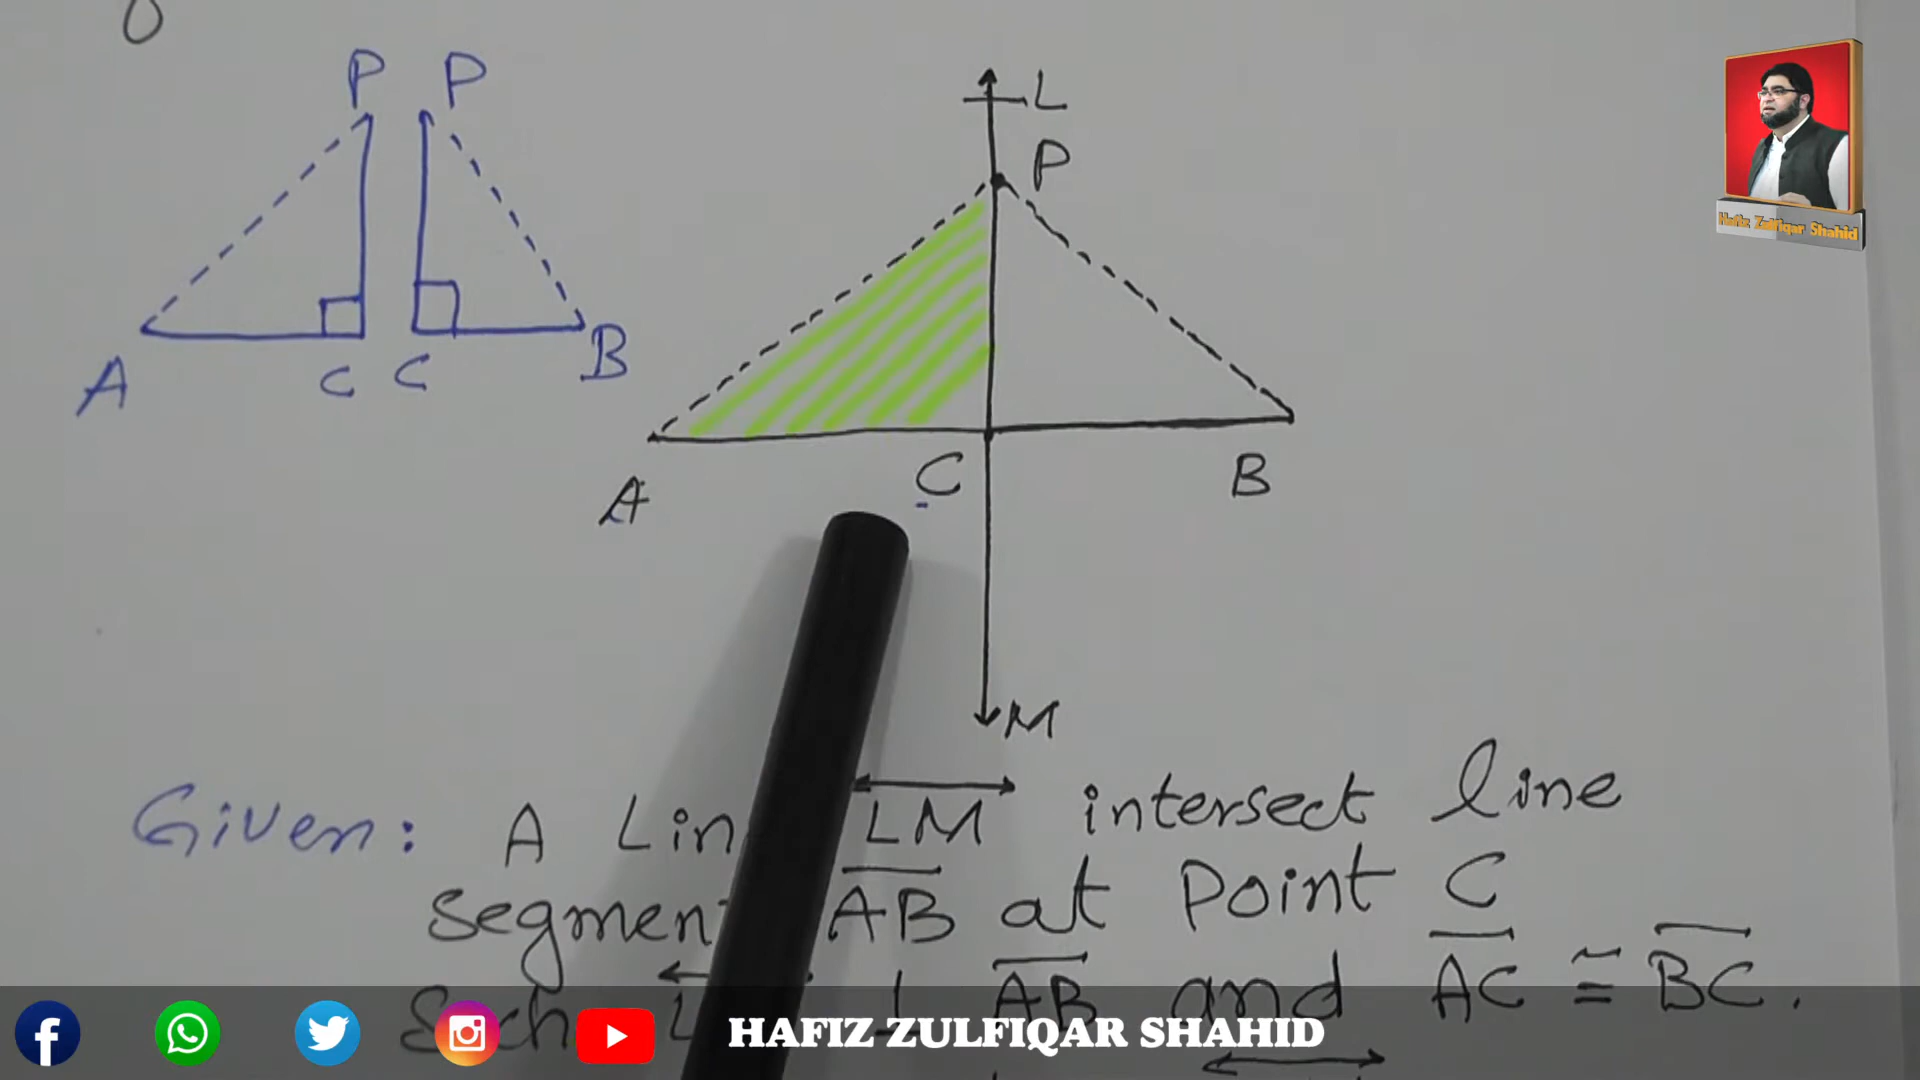 P P
L
P
A C C B
A C B
M
Given: A Lin LM intersect line
segment AB at Point C
Such L ⊥ AB and AC ≅ BC.
Hafiz Zulfiqar Shahid
HAFIZ ZULFIQAR SHAHID